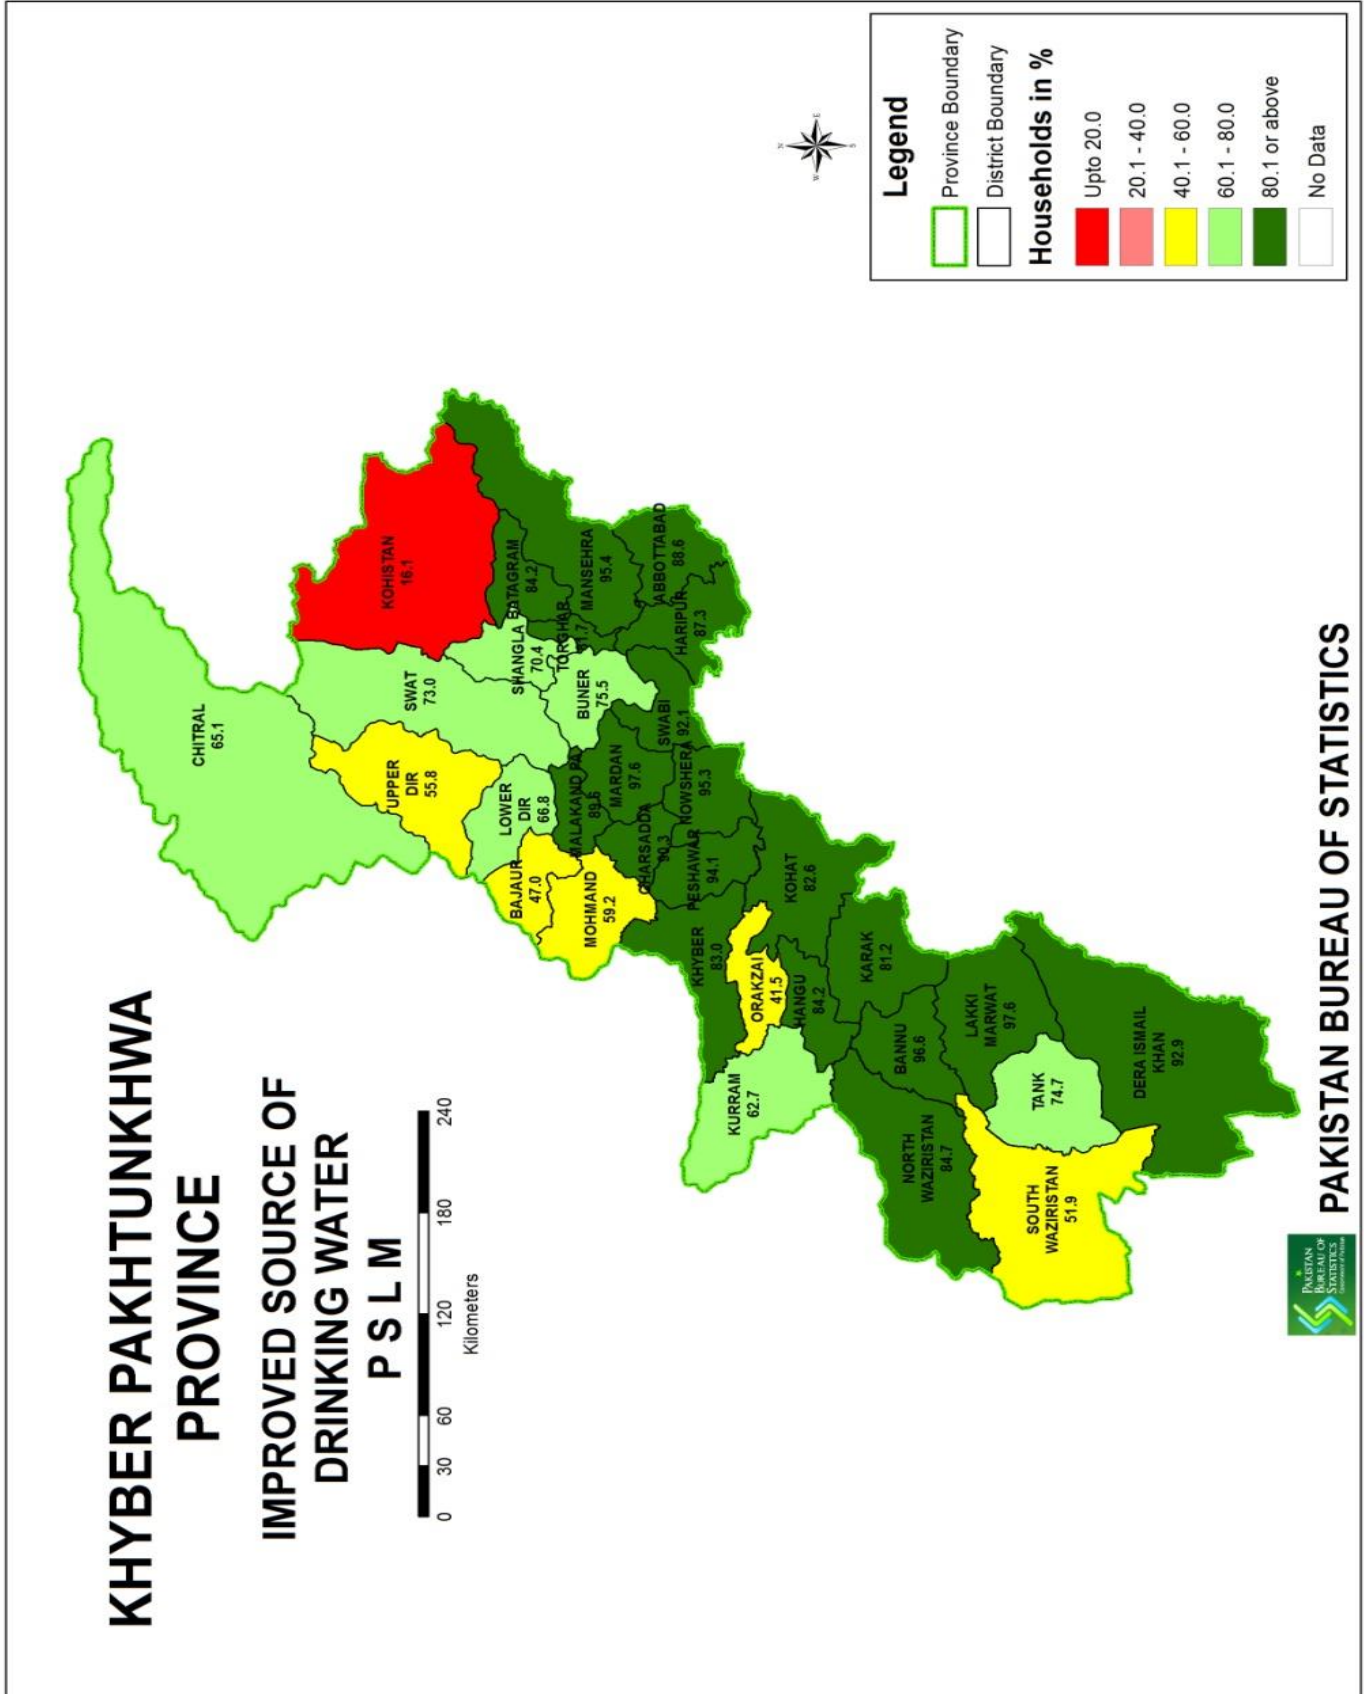 KHYBER PAKHTUNKHWA
PROVINCE
IMPROVED SOURCE OF
DRINKING WATER
P S L M
0 30 60 120 180 240
Kilometers
CHITRAL
65.1
KOHISTAN
16.1
SWAT
73.0
UPPER
DIR
55.8
LOWER
DIR
66.8
SHANGLA
70.4
BATAGRAM
84.2
TORGHAR
MANSEHRA
95.4
ABBOTTABAD
88.6
HARIPUR
87.3
BUNER
75.5
BAJAUR
47.0
MALAKAND PA
89.6
MOHMAND
59.2
MARDAN
97.6
SWABI
92.1
CHARSADDA
90.3
NOWSHERA
95.3
PESHAWAR
94.1
KHYBER
83.0
KOHAT
82.6
ORAKZAI
41.5
HANGU
84.2
KURRAM
62.7
KARAK
81.2
BANNU
96.6
NORTH
WAZIRISTAN
84.7
LAKKI
MARWAT
97.6
TANK
74.7
SOUTH
WAZIRISTAN
51.9
DERA ISMAIL
KHAN
92.9
N
W E
S
Legend
Province Boundary
District Boundary
Households in %
Upto 20.0
20.1 - 40.0
40.1 - 60.0
60.1 - 80.0
80.1 or above
No Data
PAKISTAN
BUREAU OF
STATISTICS
PAKISTAN BUREAU OF STATISTICS